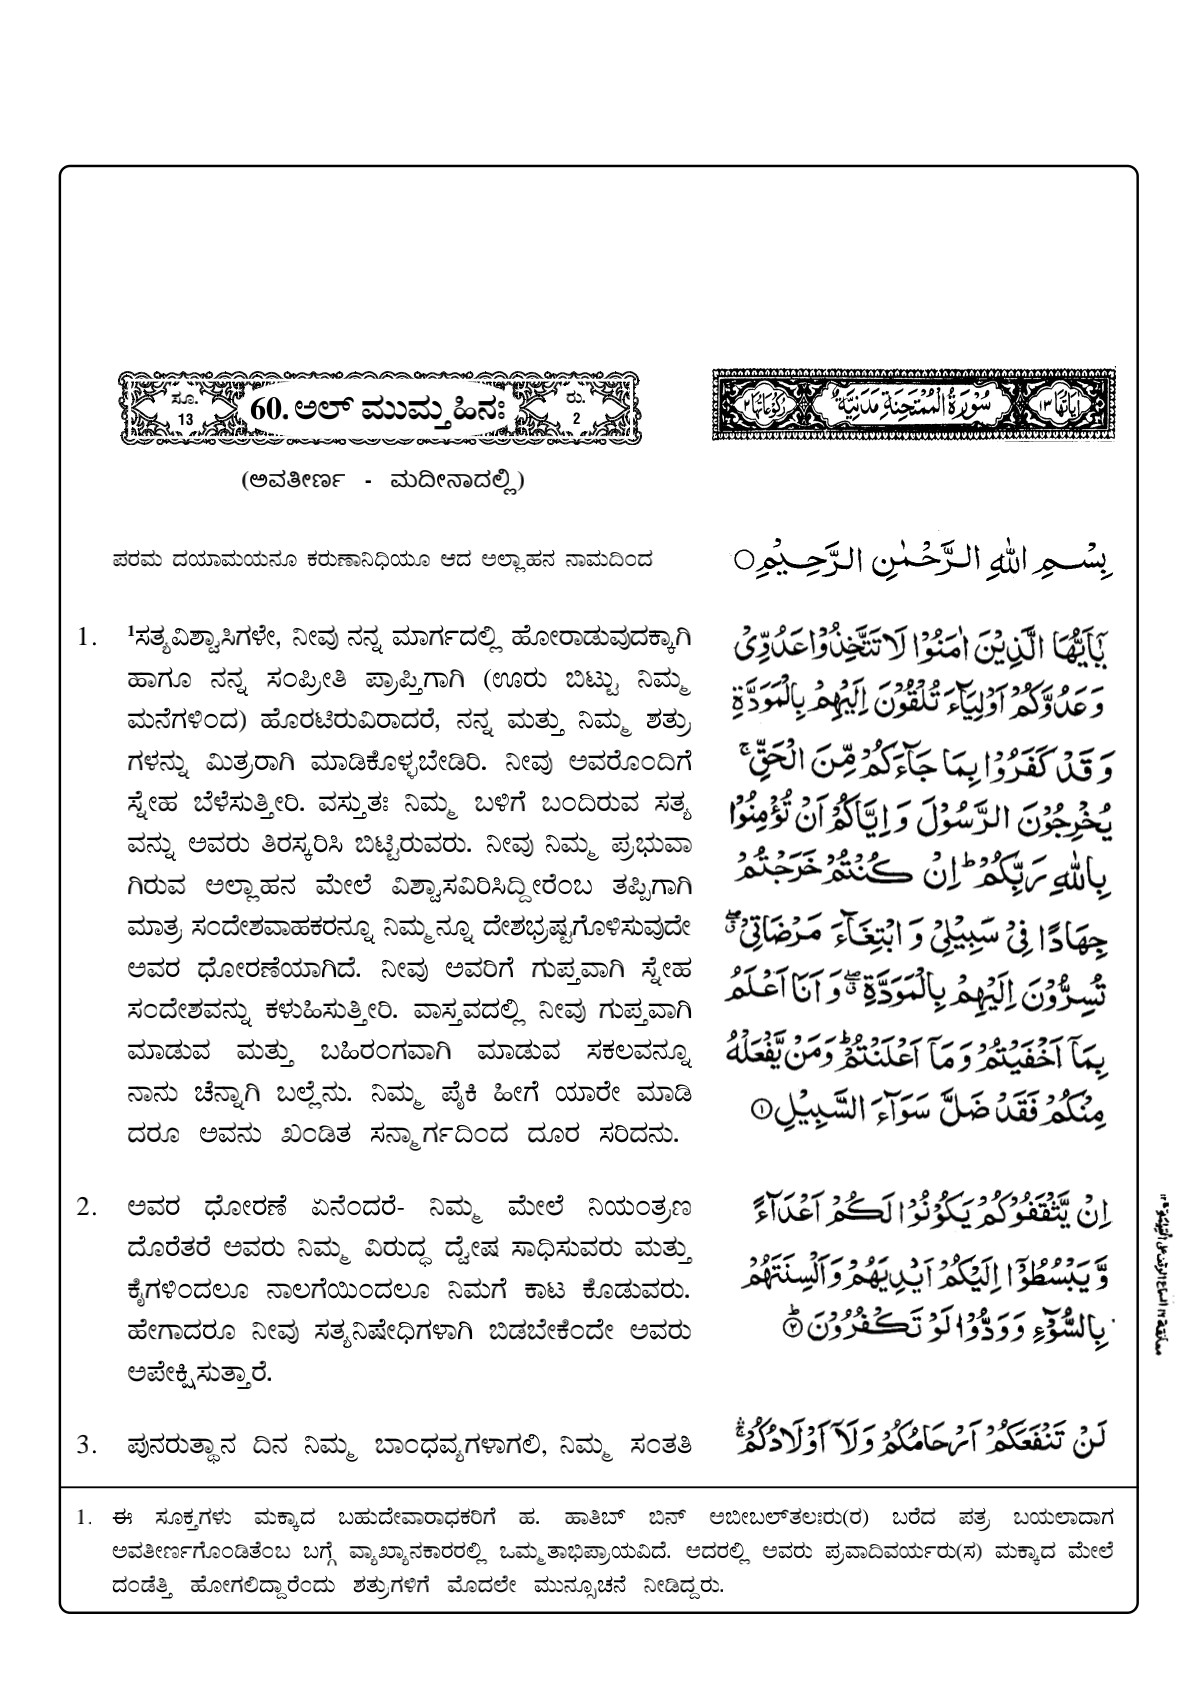 ಸೂ.
13
60. ಅಲ್ ಮುಮ್ತಹಿನಃ
ರು.
2
اٰيَاتُهَا ١٣
سُوْرَةُ الْمُمْتَحِنَةِ مَدَنِيَّةٌ
رُكُوْعَاتُهَا ٢
(ಅವತೀರ್ಣ - ಮದೀನಾದಲ್ಲಿ)
ಪರಮ ದಯಾಮಯನೂ ಕರುಣಾನಿಧಿಯೂ ಆದ ಅಲ್ಲಾಹನ ನಾಮದಿಂದ
بِسْمِ اللّٰهِ الرَّحْمٰنِ الرَّحِيْمِ ○
1. ¹ಸತ್ಯವಿಶ್ವಾಸಿಗಳೇ, ನೀವು ನನ್ನ ಮಾರ್ಗದಲ್ಲಿ ಹೋರಾಡುವುದಕ್ಕಾಗಿ
ಹಾಗೂ ನನ್ನ ಸಂಪ್ರೀತಿ ಪ್ರಾಪ್ತಿಗಾಗಿ (ಊರು ಬಿಟ್ಟು ನಿಮ್ಮ
ಮನೆಗಳಿಂದ) ಹೊರಟಿರುವಿರಾದರೆ, ನನ್ನ ಮತ್ತು ನಿಮ್ಮ ಶತ್ರು
ಗಳನ್ನು ಮಿತ್ರರಾಗಿ ಮಾಡಿಕೊಳ್ಳಬೇಡಿರಿ. ನೀವು ಅವರೊಂದಿಗೆ
ಸ್ನೇಹ ಬೆಳೆಸುತ್ತೀರಿ. ವಸ್ತುತಃ ನಿಮ್ಮ ಬಳಿಗೆ ಬಂದಿರುವ ಸತ್ಯ
ವನ್ನು ಅವರು ತಿರಸ್ಕರಿಸಿ ಬಿಟ್ಟಿರುವರು. ನೀವು ನಿಮ್ಮ ಪ್ರಭುವಾ
ಗಿರುವ ಅಲ್ಲಾಹನ ಮೇಲೆ ವಿಶ್ವಾಸವಿರಿಸಿದ್ದೀರೆಂಬ ತಪ್ಪಿಗಾಗಿ
ಮಾತ್ರ ಸಂದೇಶವಾಹಕರನ್ನೂ ನಿಮ್ಮನ್ನೂ ದೇಶಭ್ರಷ್ಟಗೊಳಿಸುವುದೇ
ಅವರ ಧೋರಣೆಯಾಗಿದೆ. ನೀವು ಅವರಿಗೆ ಗುಪ್ತವಾಗಿ ಸ್ನೇಹ
ಸಂದೇಶವನ್ನು ಕಳುಹಿಸುತ್ತೀರಿ. ವಾಸ್ತವದಲ್ಲಿ ನೀವು ಗುಪ್ತವಾಗಿ
ಮಾಡುವ ಮತ್ತು ಬಹಿರಂಗವಾಗಿ ಮಾಡುವ ಸಕಲವನ್ನೂ
ನಾನು ಚೆನ್ನಾಗಿ ಬಲ್ಲೆನು. ನಿಮ್ಮ ಪೈಕಿ ಹೀಗೆ ಯಾರೇ ಮಾಡಿ
ದರೂ ಅವನು ಖಂಡಿತ ಸನ್ಮಾರ್ಗದಿಂದ ದೂರ ಸರಿದನು.
يٰٓاَيُّهَا الَّذِيْنَ اٰمَنُوْا لَا تَتَّخِذُوْا عَدُوِّيْ
وَعَدُوَّكُمْ اَوْلِيَآءَ تُلْقُوْنَ اِلَيْهِمْ بِالْمَوَدَّةِ
وَقَدْ كَفَرُوْا بِمَا جَآءَكُمْ مِّنَ الْحَقِّ ۚ
يُخْرِجُوْنَ الرَّسُوْلَ وَاِيَّاكُمْ اَنْ تُؤْمِنُوْا
بِاللّٰهِ رَبِّكُمْ ؕ اِنْ كُنْتُمْ خَرَجْتُمْ
جِهَادًا فِيْ سَبِيْلِيْ وَابْتِغَآءَ مَرْضَاتِيْ ۖ
تُسِرُّوْنَ اِلَيْهِمْ بِالْمَوَدَّةِ ۖ وَاَنَا اَعْلَمُ
بِمَآ اَخْفَيْتُمْ وَمَآ اَعْلَنْتُمْ ؕ وَمَنْ يَّفْعَلْهُ
مِنْكُمْ فَقَدْ ضَلَّ سَوَآءَ السَّبِيْلِ ١
2. ಅವರ ಧೋರಣೆ ಏನೆಂದರೆ- ನಿಮ್ಮ ಮೇಲೆ ನಿಯಂತ್ರಣ
ದೊರೆತರೆ ಅವರು ನಿಮ್ಮ ವಿರುದ್ಧ ದ್ವೇಷ ಸಾಧಿಸುವರು ಮತ್ತು
ಕೈಗಳಿಂದಲೂ ನಾಲಗೆಯಿಂದಲೂ ನಿಮಗೆ ಕಾಟ ಕೊಡುವರು.
ಹೇಗಾದರೂ ನೀವು ಸತ್ಯನಿಷೇಧಿಗಳಾಗಿ ಬಿಡಬೇಕೆಂದೇ ಅವರು
ಅಪೇಕ್ಷಿಸುತ್ತಾರೆ.
اِنْ يَّثْقَفُوْكُمْ يَكُوْنُوْا لَكُمْ اَعْدَآءً
وَّيَبْسُطُوْٓا اِلَيْكُمْ اَيْدِيَهُمْ وَاَلْسِنَتَهُمْ
بِالسُّوْٓءِ وَوَدُّوْا لَوْ تَكْفُرُوْنَ ؕ ٢
3. ಪುನರುತ್ಥಾನ ದಿನ ನಿಮ್ಮ ಬಾಂಧವ್ಯಗಳಾಗಲಿ, ನಿಮ್ಮ ಸಂತತಿ
لَنْ تَنْفَعَكُمْ اَرْحَامُكُمْ وَلَآ اَوْلَادُكُمْ ۛۚ
1. ಈ ಸೂಕ್ತಗಳು ಮಕ್ಕಾದ ಬಹುದೇವಾರಾಧಕರಿಗೆ ಹ. ಹಾತಿಬ್ ಬಿನ್ ಅಬೀಬಲ್‌ತಲಃರು(ರ) ಬರೆದ ಪತ್ರ ಬಯಲಾದಾಗ
ಅವತೀರ್ಣಗೊಂಡಿತೆಂಬ ಬಗ್ಗೆ ವ್ಯಾಖ್ಯಾನಕಾರರಲ್ಲಿ ಒಮ್ಮತಾಭಿಪ್ರಾಯವಿದೆ. ಅದರಲ್ಲಿ ಅವರು ಪ್ರವಾದಿವರ್ಯರು(ಸ) ಮಕ್ಕಾದ ಮೇಲೆ
ದಂಡೆತ್ತಿ ಹೋಗಲಿದ್ದಾರೆಂದು ಶತ್ರುಗಳಿಗೆ ಮೊದಲೇ ಮುನ್ಸೂಚನೆ ನೀಡಿದ್ದರು.